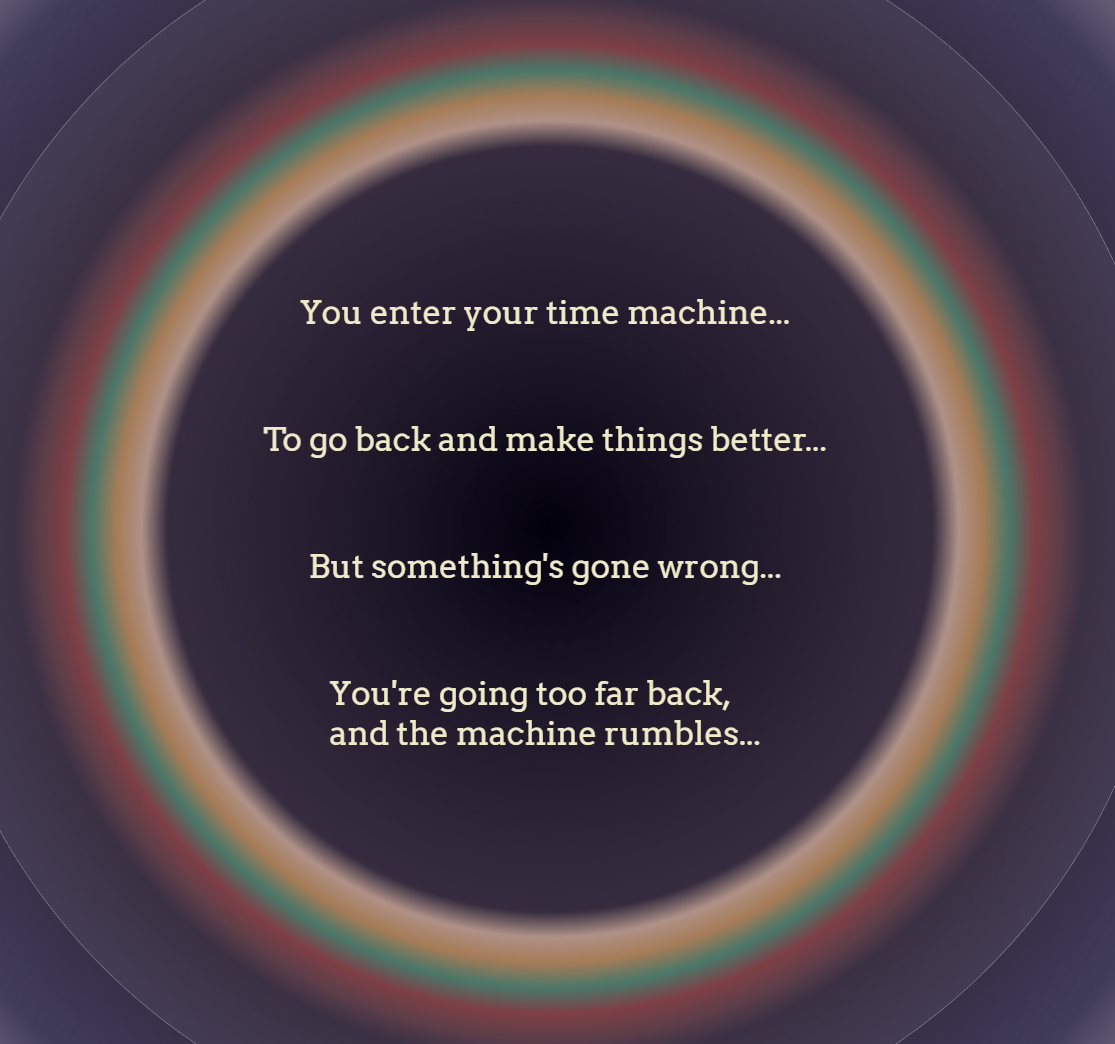 You enter your time machine...
To go back and make things better...
But something's gone wrong...
You're going too far back,
and the machine rumbles...